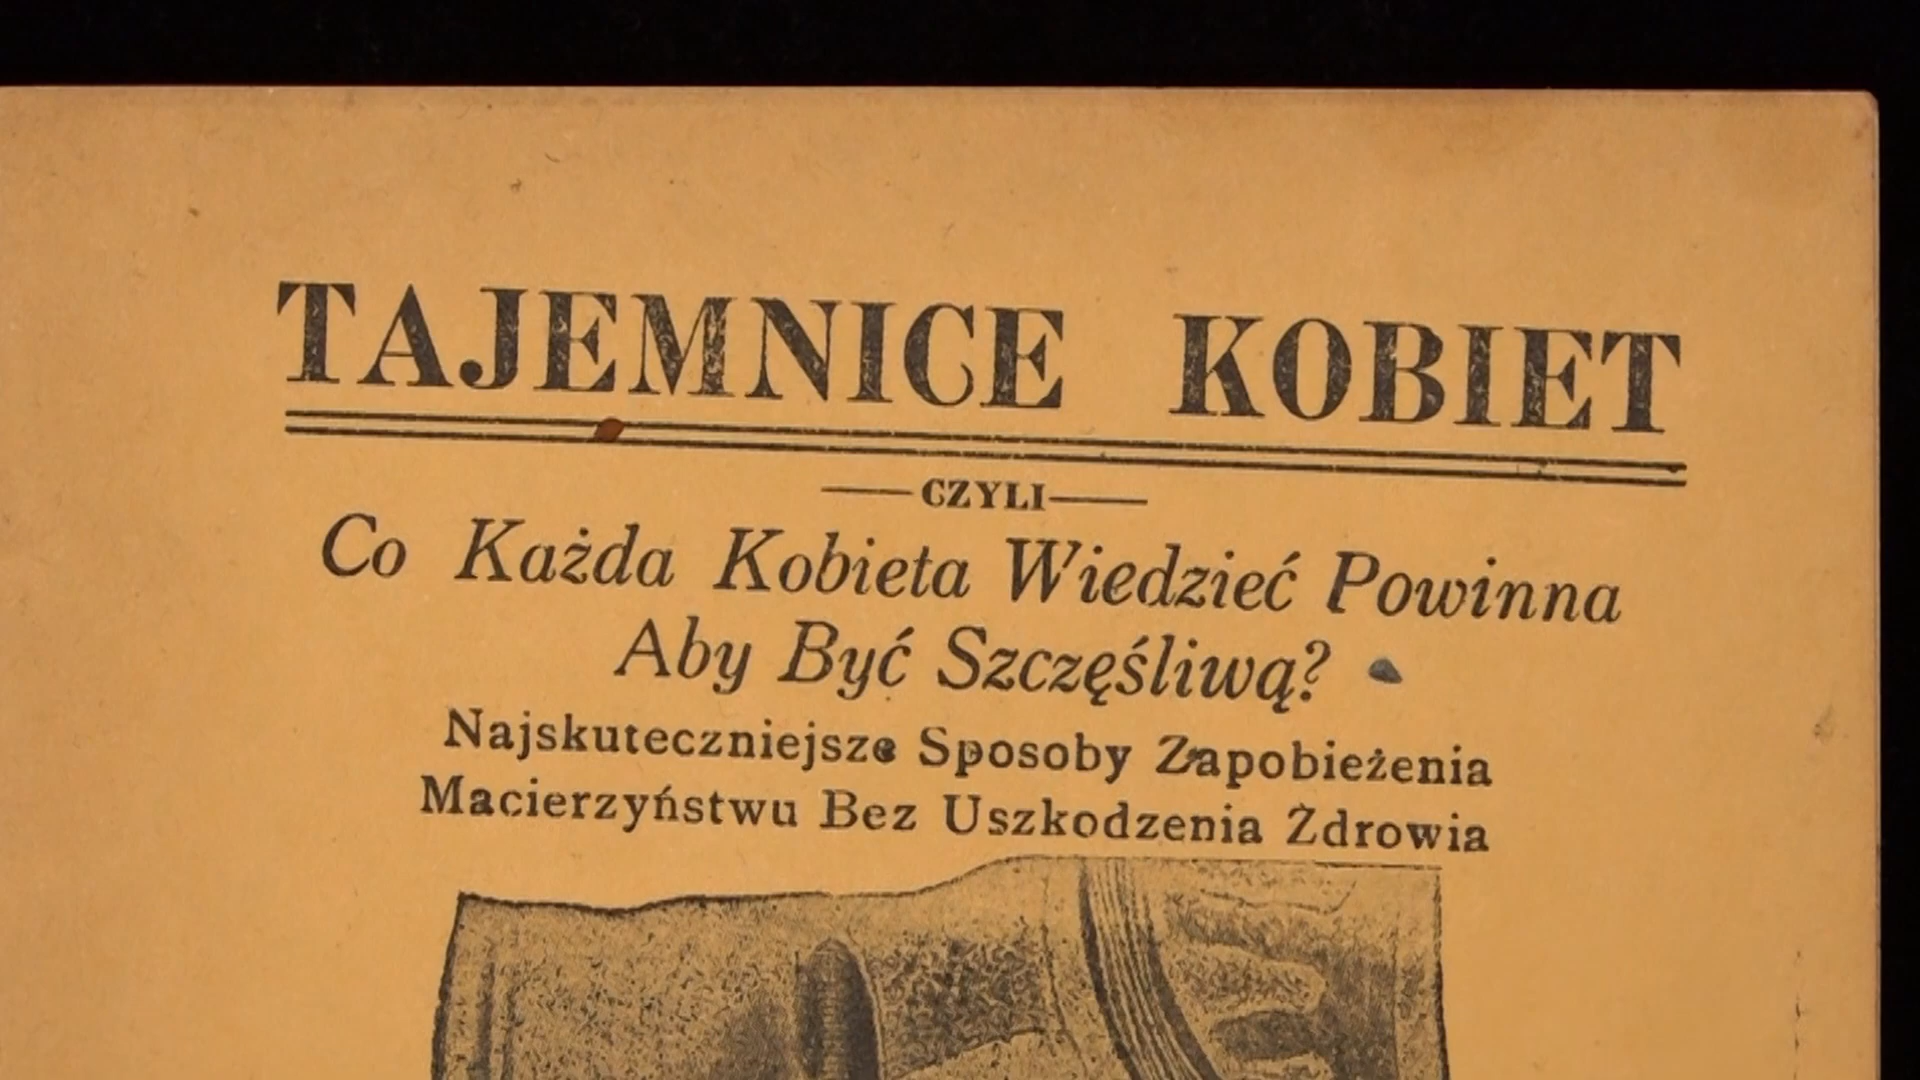 TAJEMNICE KOBIET
CZYLI
Co Każda Kobieta Wiedzieć Powinna
Aby Być Szczęśliwą?
Najskuteczniejsze Sposoby Zapobieżenia
Macierzyństwu Bez Uszkodzenia Zdrowia